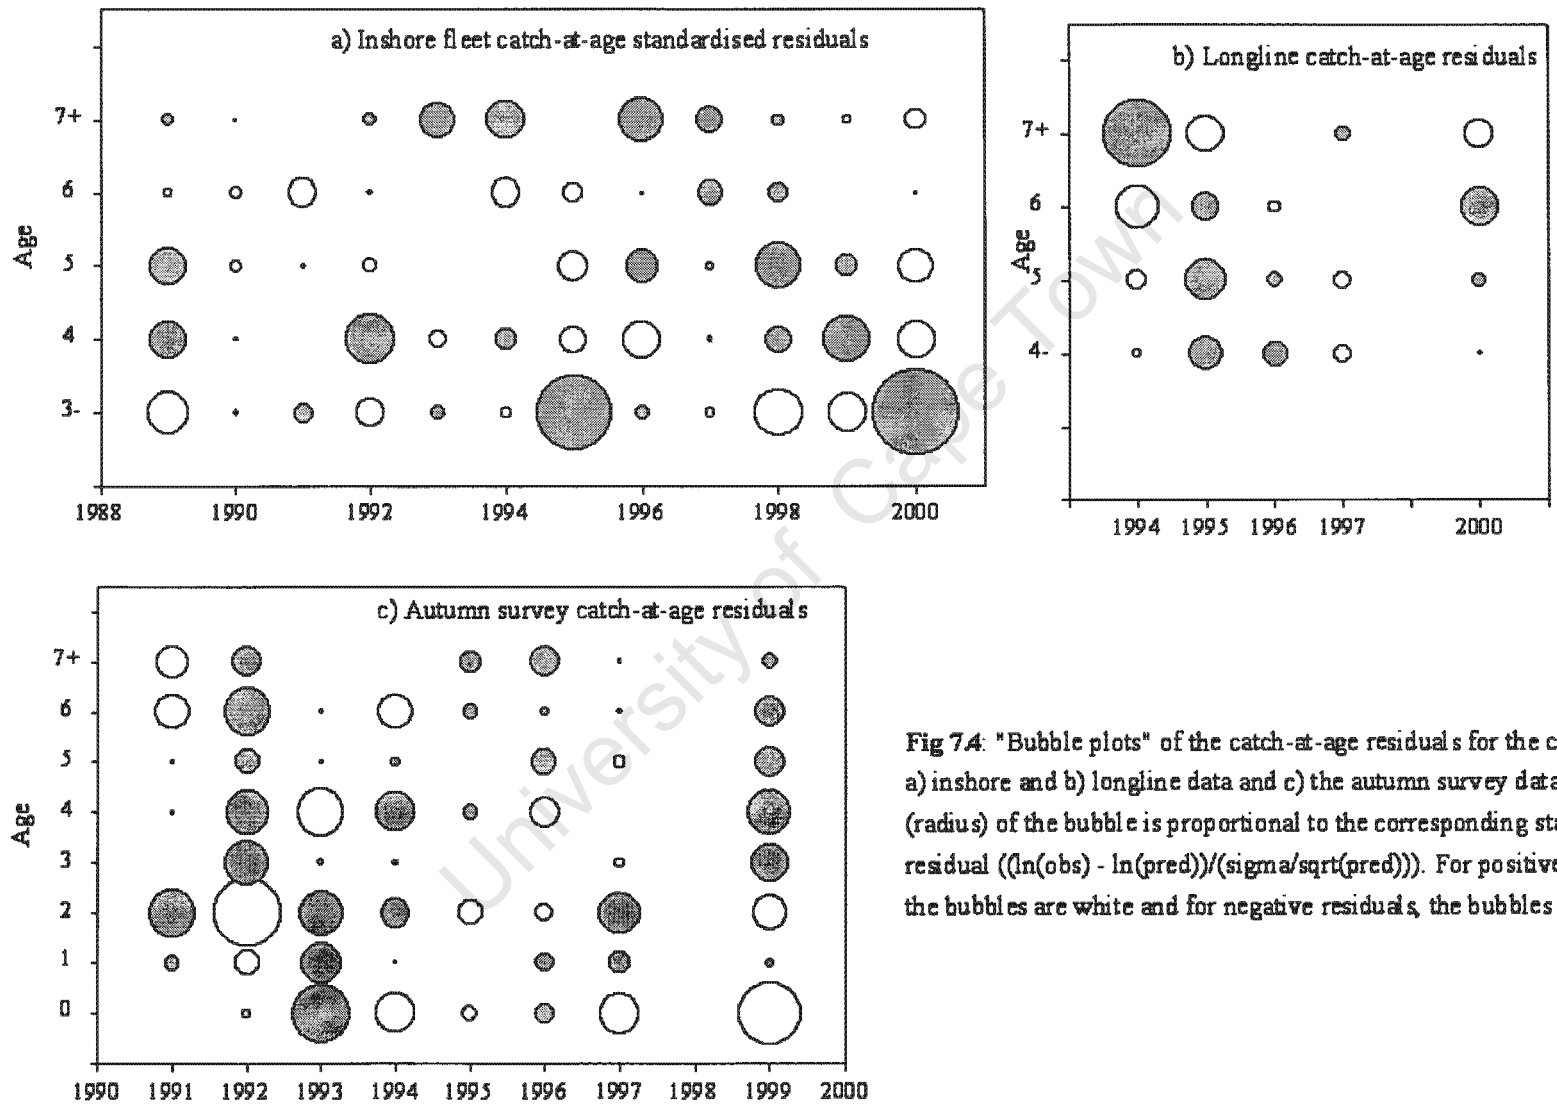 a) Inshore fleet catch-at-age standardised residuals
Age
7+
6
5
4
3-
1988 1990 1992 1994 1996 1998 2000
b) Longline catch-at-age residuals
Age
7+
6
5
4-
1994 1995 1996 1997 2000
c) Autumn survey catch-at-age residuals
Age
7+
6
5
4
3
2
1
0
1990 1991 1992 1993 1994 1995 1996 1997 1998 1999 2000
Fig 7.4: "Bubble plots" of the catch-at-age residuals for the c
a) inshore and b) longline data and c) the autumn survey data
(radius) of the bubble is proportional to the corresponding sta
residual ((ln(obs) - ln(pred))/(sigma/sqrt(pred))). For positive
the bubbles are white and for negative residuals, the bubbles
University of Cape Town